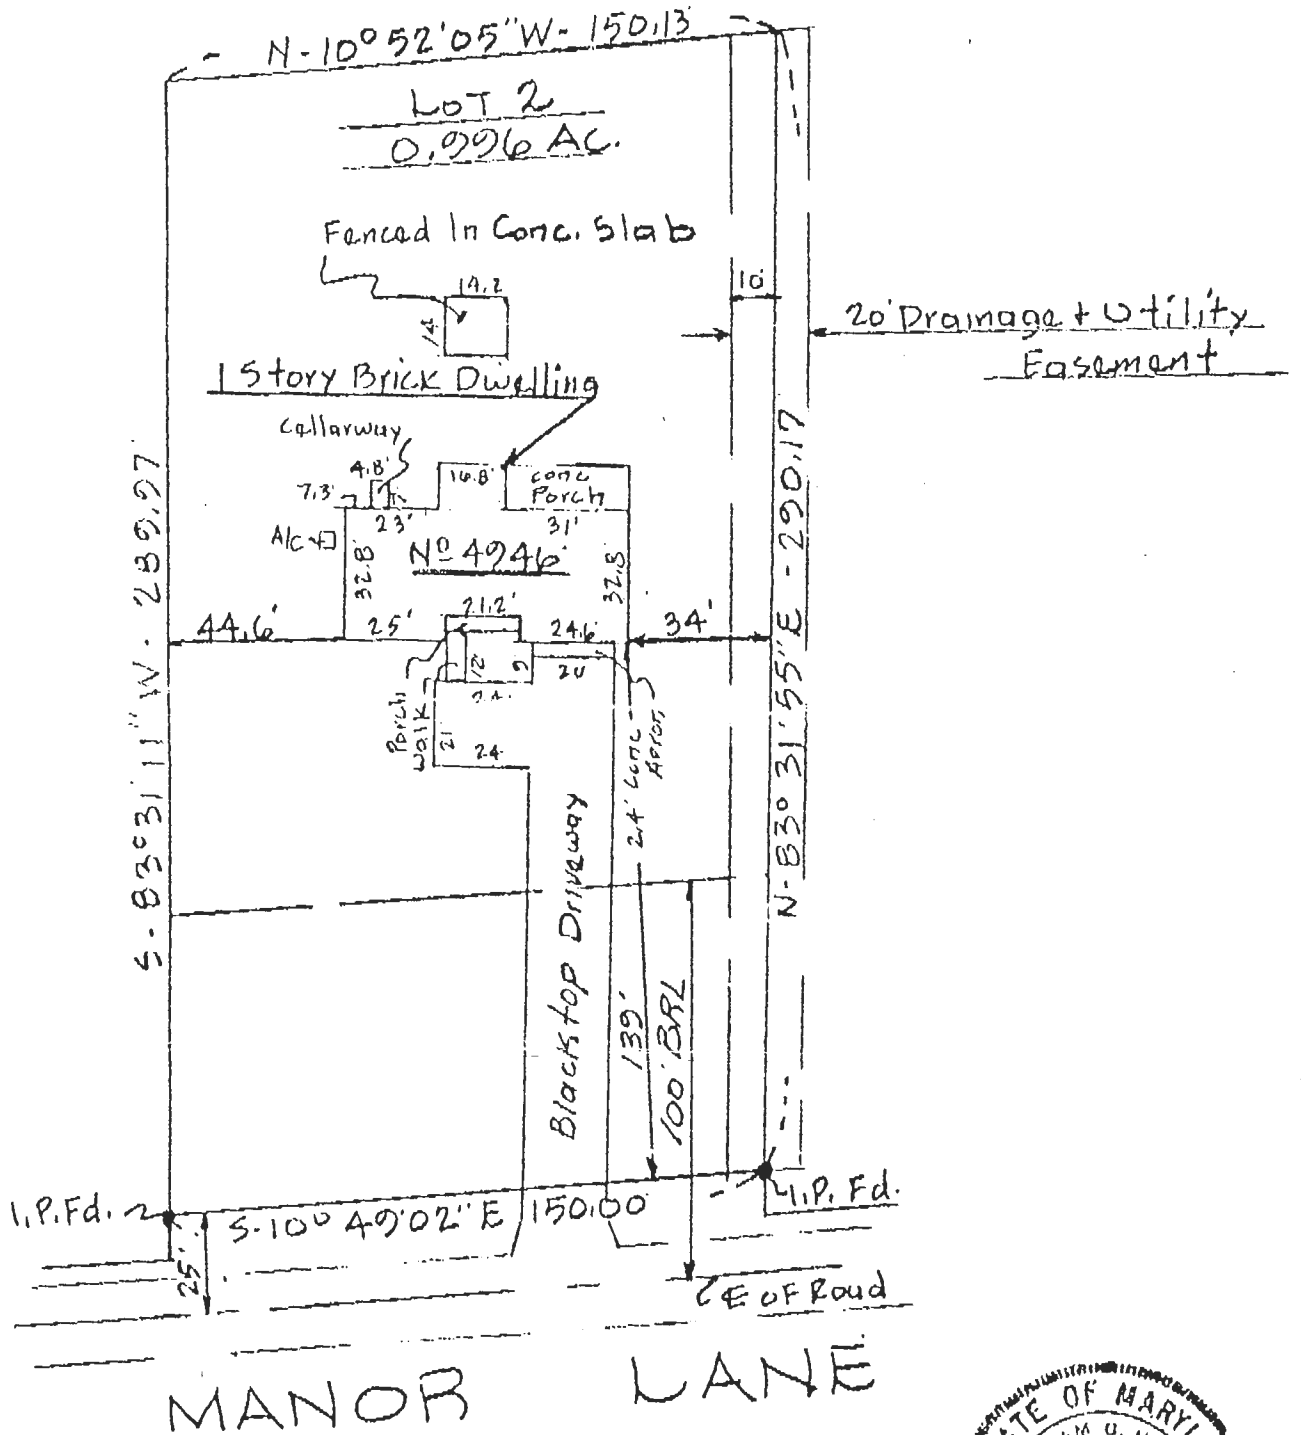 N-10°52'05"W- 150.13
LOT 2
0.996 AC.
Fenced In Conc. Slab
14.2
14'
10'
20' Drainage & Utility
Easement
1 Story Brick Dwelling
Cellarway
4.8'
7.3'
16.8'
conc
Porch
23'
31'
A/C
Nº 4946
32.8'
32.8
S-83°31'11"W- 289.97
N-83°31'55"E-290.17
44.6'
25'
21.2'
24.6'
34'
12'
9
20
24
Porch
Walk
21
24
2.4' Conc
Apron
Blacktop Driveway
139'
100' BRL
I.P. Fd.
I.P. Fd.
S-10°49'02"E 150.00
25'
℄ OF Road
MANOR LANE
STATE OF MARYL